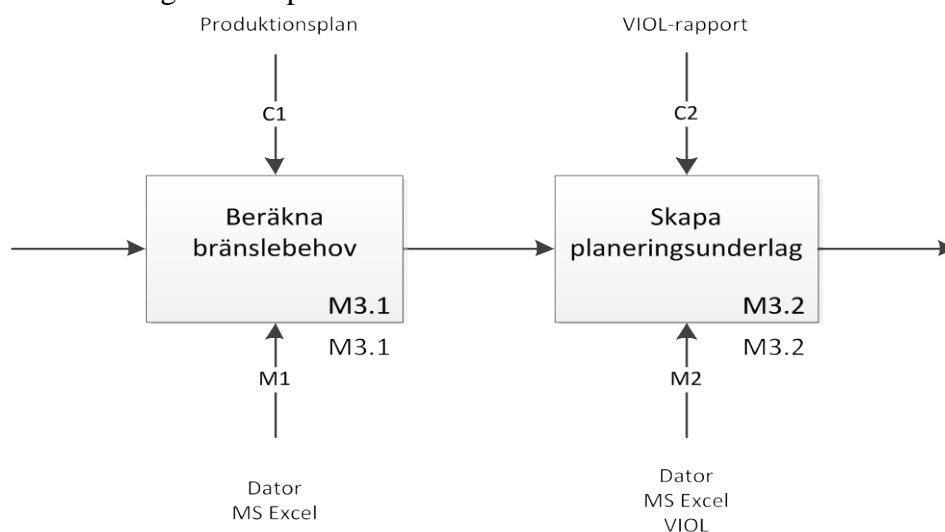 Produktionsplan
VIOL-rapport
C1
C2
Beräkna
bränslebehov
M3.1
Skapa
planeringsunderlag
M3.2
M3.1
M3.2
M1
M2
Dator
MS Excel
Dator
MS Excel
VIOL